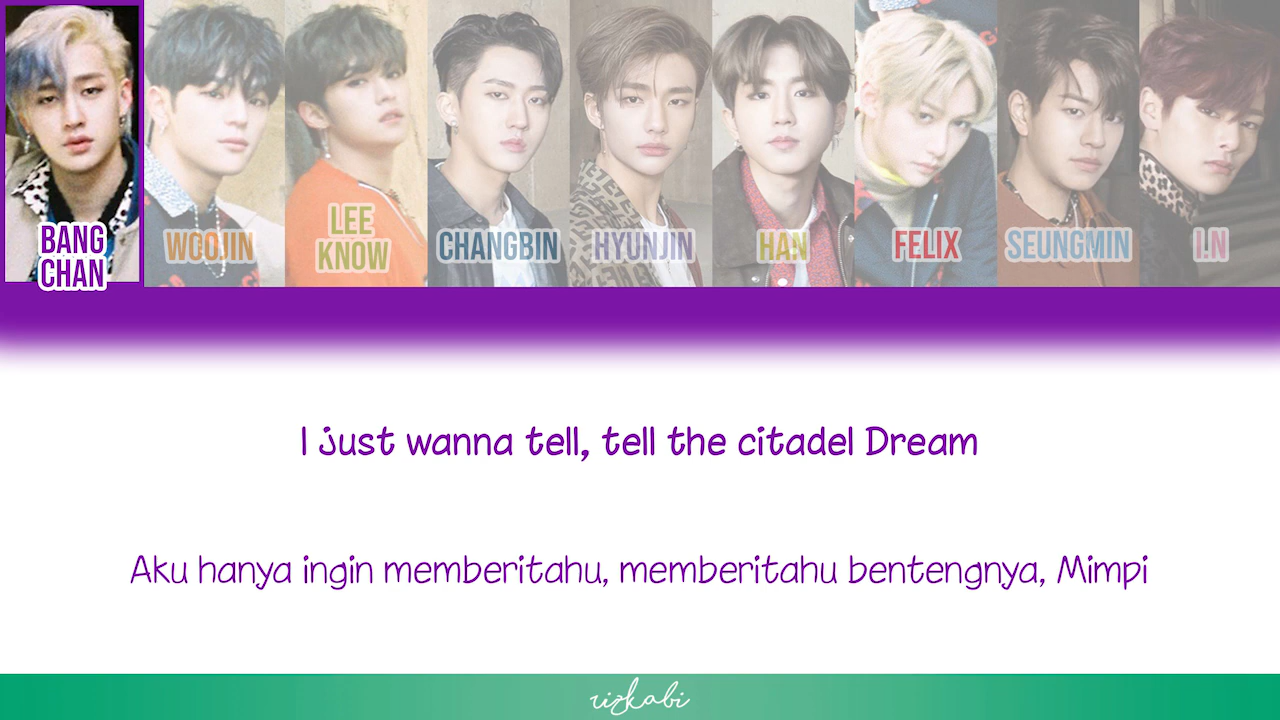 BANG
CHAN
WOOJIN
LEE
KNOW
CHANGBIN
HYUNJIN
HAN
FELIX
SEUNGMIN
I.N
I just wanna tell, tell the citadel Dream
Aku hanya ingin memberitahu, memberitahu bentengnya, Mimpi
rizkabi